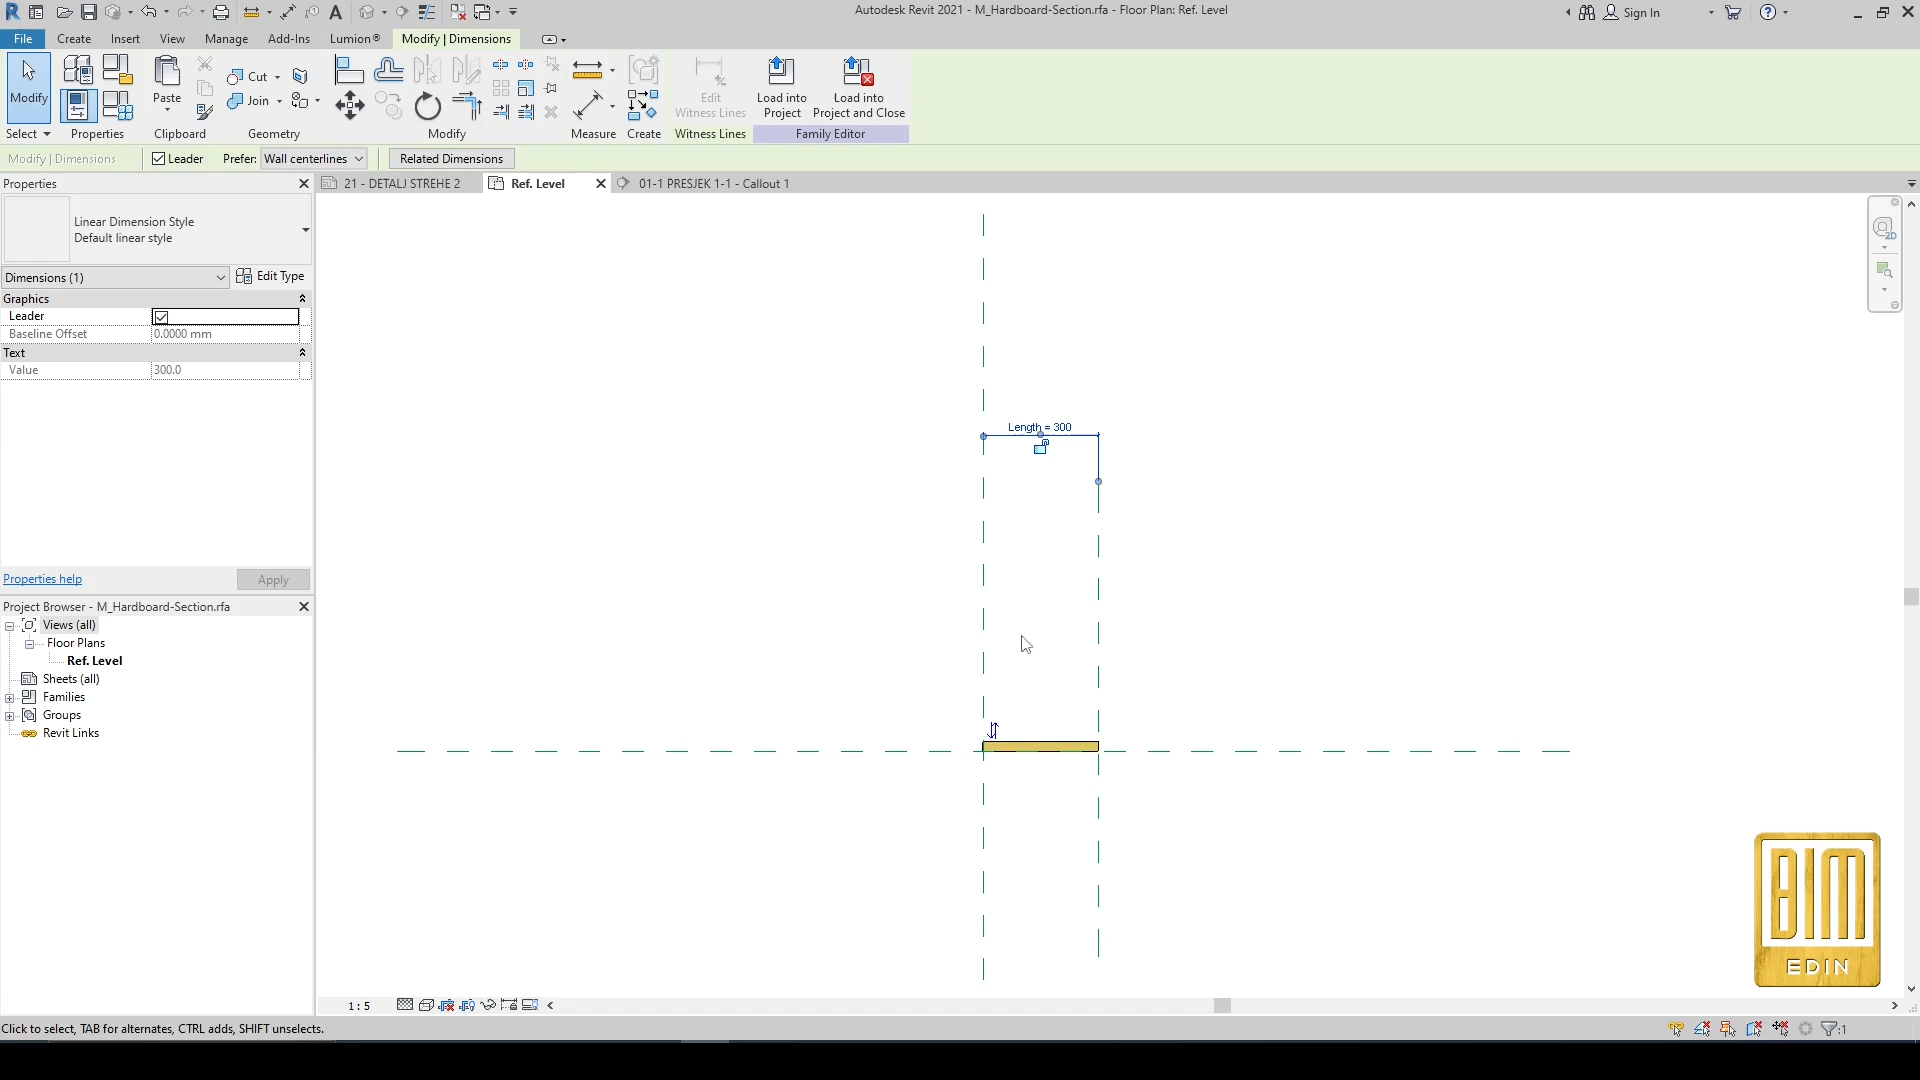 Autodesk Revit 2021 - M_Hardboard-Section.rfa - Floor Plan: Ref. Level
Sign In
File
Create
Insert
View
Manage
Add-Ins
Lumion®
Modify | Dimensions
Modify
Paste
Cut
Join
Edit
Witness Lines
Load into
Project
Load into
Project and Close
Select
Properties
Clipboard
Geometry
Modify
Measure
Create
Witness Lines
Family Editor
Modify | Dimensions
Leader
Prefer:
Wall centerlines
Related Dimensions
Properties
21 - DETALJ STREHE 2
Ref. Level
01-1 PRESJEK 1-1 - Callout 1
Linear Dimension Style
Default linear style
Dimensions (1)
Edit Type
Graphics
Leader
Baseline Offset
0.0000 mm
Text
Value
300.0
Properties help
Apply
Project Browser - M_Hardboard-Section.rfa
Views (all)
Floor Plans
Ref. Level
Sheets (all)
Families
Groups
Revit Links
2D
Length = 300
BIM
EDIN
1 : 5
Click to select, TAB for alternates, CTRL adds, SHIFT unselects.
:1